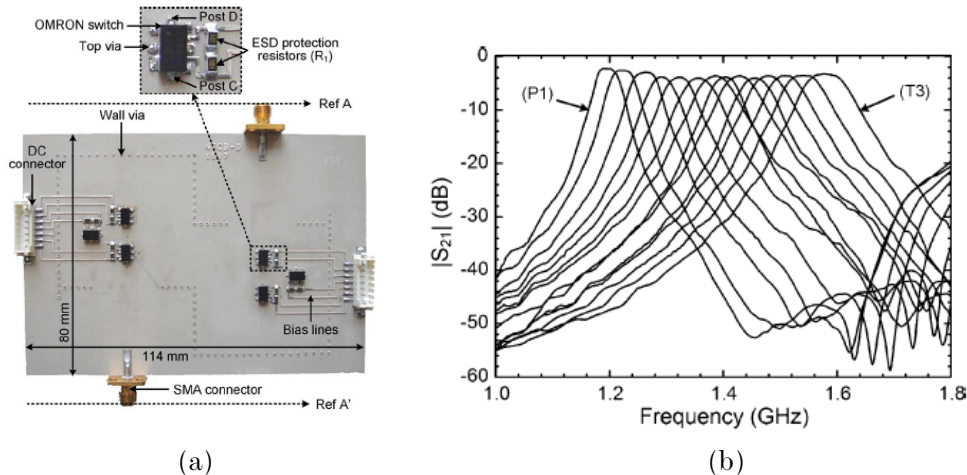 Post D
OMRON switch
Top via
ESD protection
resistors (R1)
Post C
Ref A
Wall via
DC
connector
80 mm
Bias lines
114 mm
SMA connector
Ref A'
(a)
0
-10
-20
-30
-40
-50
-60
|S21| (dB)
(P1)
(T3)
1.0
1.2
1.4
1.6
1.8
Frequency (GHz)
(b)